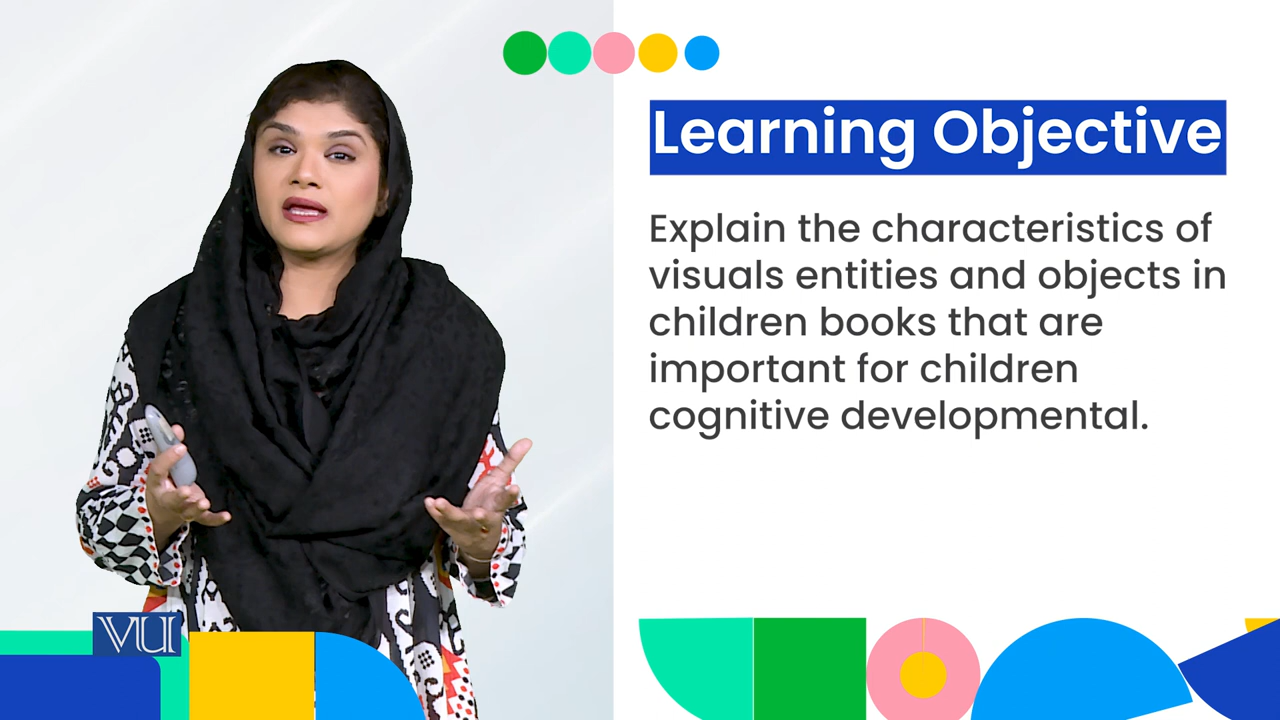 Learning Objective
Explain the characteristics of
visuals entities and objects in
children books that are
important for children
cognitive developmental.
VU